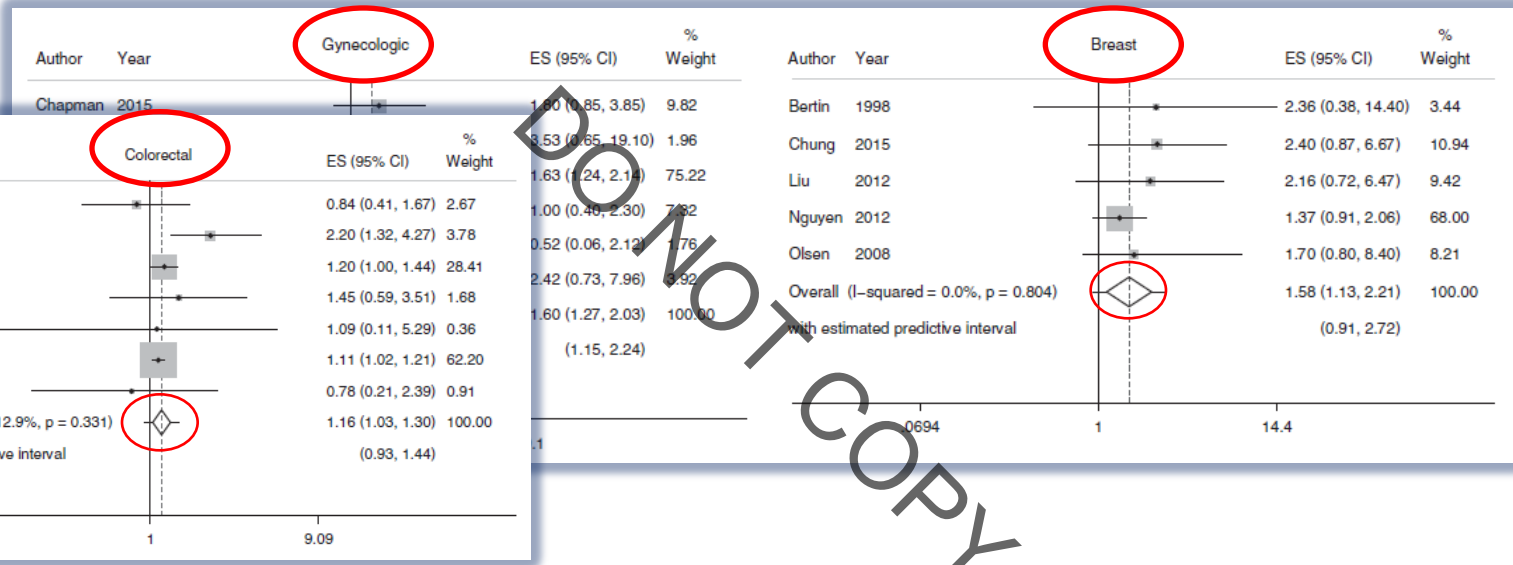 Gynecologic
Author Year ES (95% CI) % Weight
Chapman 2015 1.80 (0.85, 3.85) 9.82
3.53 (0.65, 19.10) 1.96
1.63 (1.24, 2.14) 75.22
1.00 (0.40, 2.30) 7.32
0.52 (0.06, 2.12) 1.76
2.42 (0.73, 7.96) 3.92
1.60 (1.27, 2.03) 100.00
(1.15, 2.24)
.1
Colorectal
ES (95% CI) % Weight
0.84 (0.41, 1.67) 2.67
2.20 (1.32, 4.27) 3.78
1.20 (1.00, 1.44) 28.41
1.45 (0.59, 3.51) 1.68
1.09 (0.11, 5.29) 0.36
1.11 (1.02, 1.21) 62.20
0.78 (0.21, 2.39) 0.91
12.9%, p = 0.331) 1.16 (1.03, 1.30) 100.00
ve interval (0.93, 1.44)
1 9.09
Breast
Author Year ES (95% CI) % Weight
Bertin 1998 2.36 (0.38, 14.40) 3.44
Chung 2015 2.40 (0.87, 6.67) 10.94
Liu 2012 2.16 (0.72, 6.47) 9.42
Nguyen 2012 1.37 (0.91, 2.06) 68.00
Olsen 2008 1.70 (0.80, 8.40) 8.21
Overall (I-squared = 0.0%, p = 0.804) 1.58 (1.13, 2.21) 100.00
with estimated predictive interval (0.91, 2.72)
.0694 1 14.4
DO NOT COPY